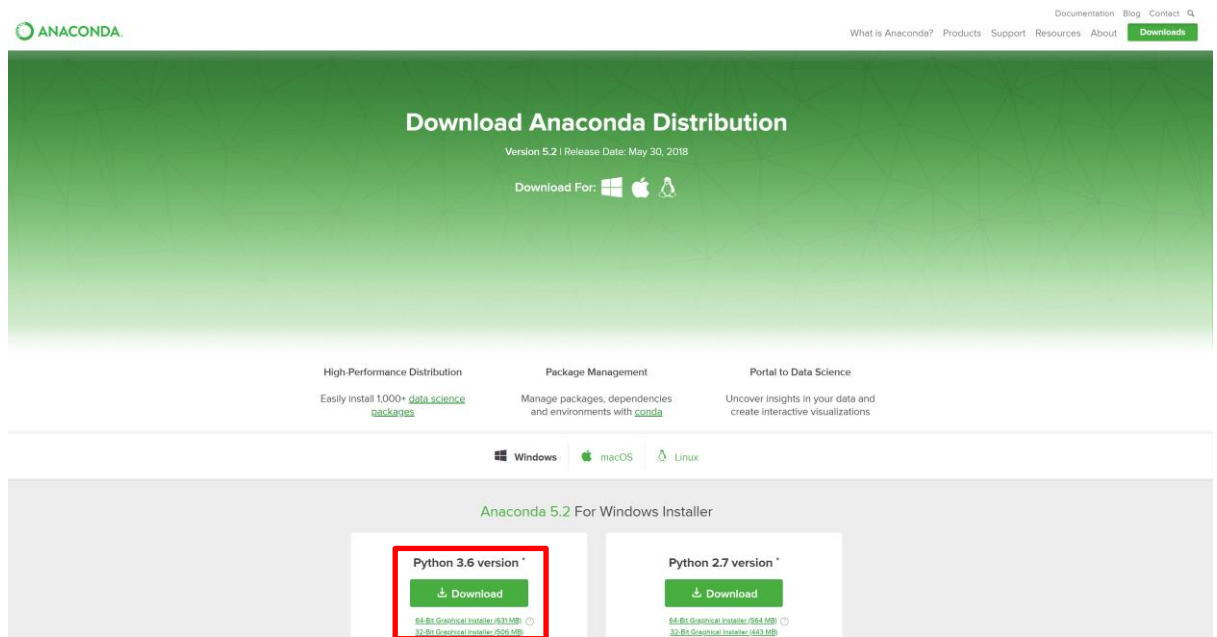 Documentation Blog Contact
ANACONDA.
What is Anaconda? Products Support Resources About Downloads
Download Anaconda Distribution
Version 5.2 | Release Date: May 30, 2018
Download For:
High-Performance Distribution
Package Management
Portal to Data Science
Easily install 1,000+ data science
packages
Manage packages, dependencies
and environments with conda
Uncover insights in your data and
create interactive visualizations
Windows macOS Linux
Anaconda 5.2 For Windows Installer
Python 3.6 version *
Download
64-Bit Graphical Installer (631 MB) ?
32-Bit Graphical Installer (506 MB)
Python 2.7 version *
Download
64-Bit Graphical Installer (564 MB) ?
32-Bit Graphical Installer (443 MB)